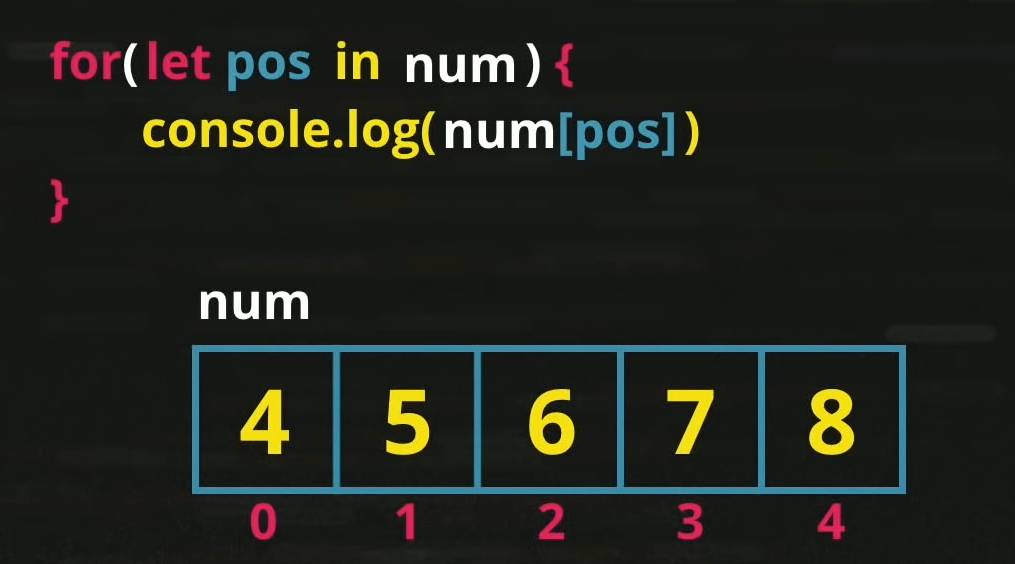 for(let pos in num){
console.log(num[pos])
}
num
4 5 6 7 8
0 1 2 3 4